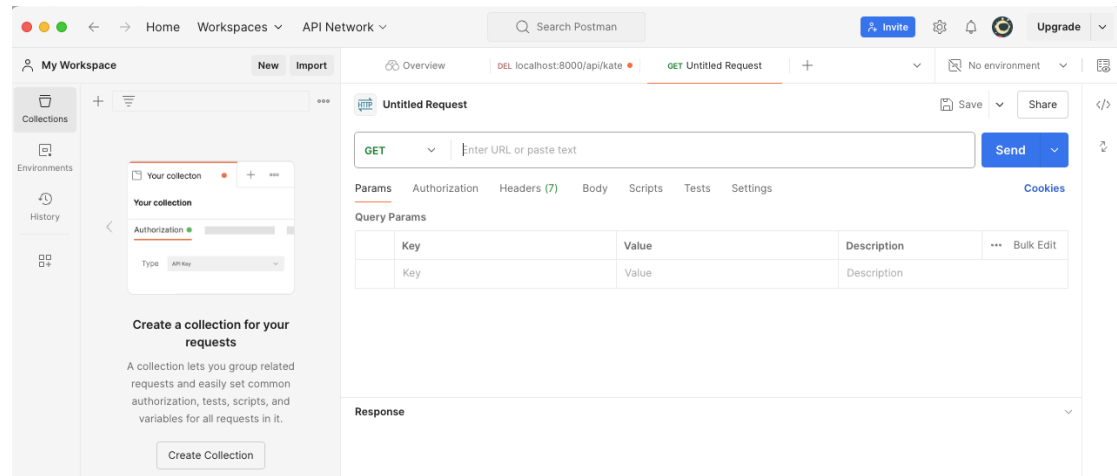 Home Workspaces API Network Search Postman Invite Upgrade
My Workspace New Import Overview DEL localhost:8000/api/kate GET Untitled Request No environment
Collections
Environments
History
Your collecton
Your collection
Authorization
Type API Key
Create a collection for your
requests
A collection lets you group related
requests and easily set common
authorization, tests, scripts, and
variables for all requests in it.
Create Collection
HTTP Untitled Request Save Share
GET Enter URL or paste text Send
Params Authorization Headers (7) Body Scripts Tests Settings Cookies
Query Params
Key Value Description Bulk Edit
Key Value Description
Response